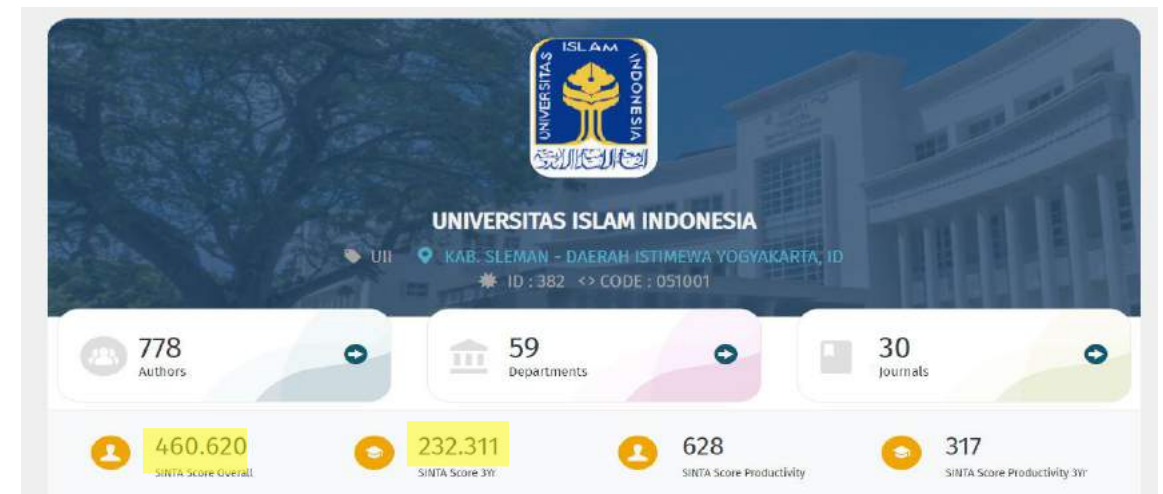 UNIVERSITAS ISLAM INDONESIA
UNIVERSITAS ISLAM INDONESIA
UII KAB. SLEMAN - DAERAH ISTIMEWA YOGYAKARTA, ID
ID : 382 <> CODE : 051001
778
Authors
59
Departments
30
Journals
460.620
SINTA Score Overall
232.311
SINTA Score 3Yr
628
SINTA Score Productivity
317
SINTA Score Productivity 3Yr